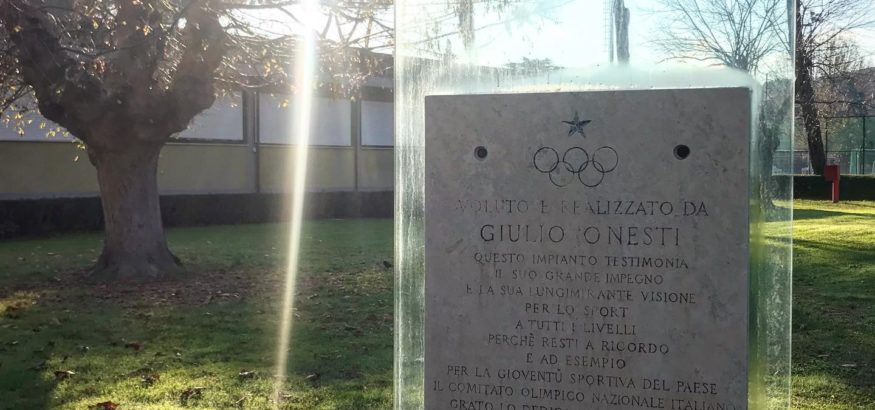 VOLUTO E REALIZZATO DA
GIULIO ONESTI
QUESTO IMPIANTO TESTIMONIA
IL SUO GRANDE IMPEGNO
E LA SUA LUNGIMIRANTE VISIONE
PER LO SPORT
A TUTTI I LIVELLI
PERCHÈ RESTI A RICORDO
E AD ESEMPIO
PER LA GIOVENTÙ SPORTIVA DEL PAESE
IL COMITATO OLIMPICO NAZIONALE ITALIANO
GRATO LO